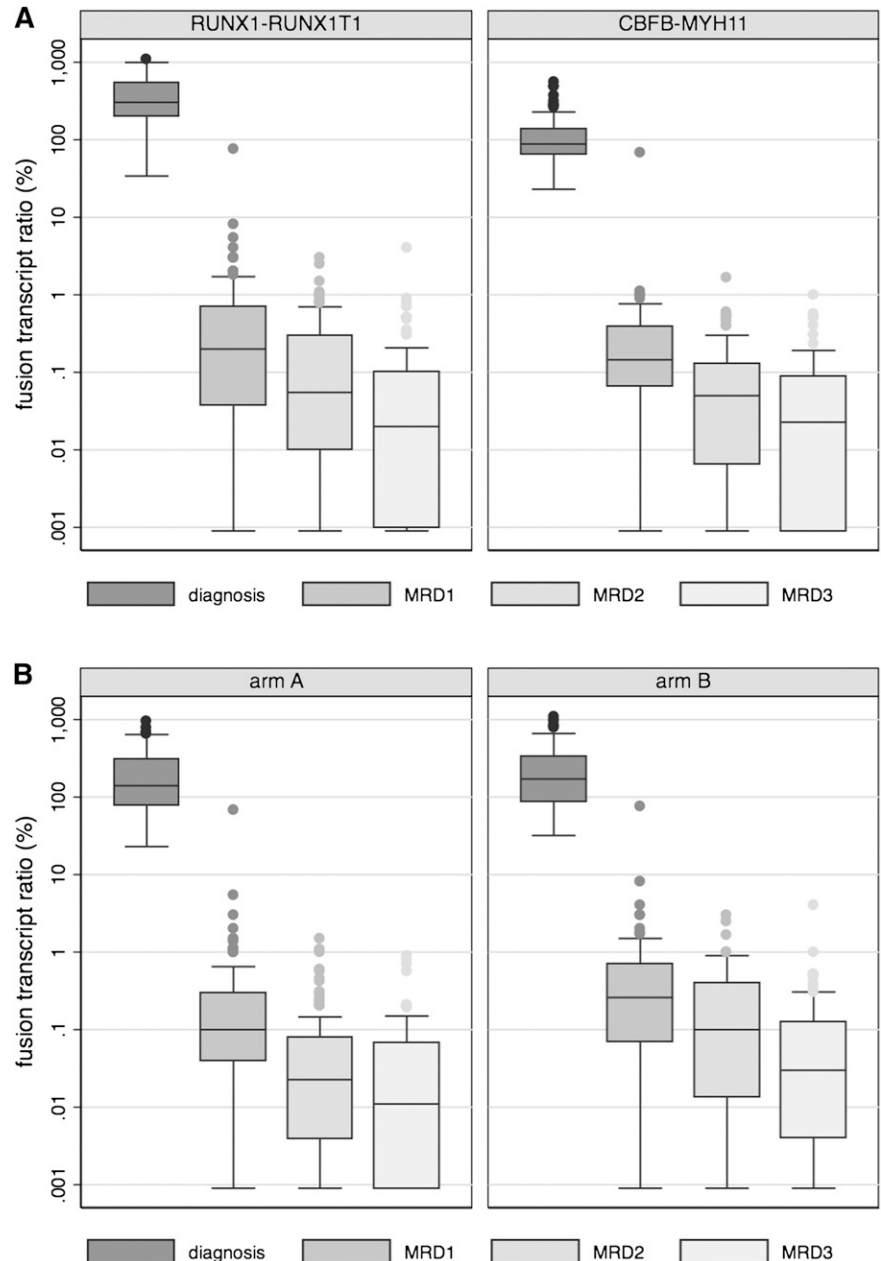 A
RUNX1-RUNX1T1
CBFB-MYH11
fusion transcript ratio (%)
1,000
100
10
1
.1
.01
.001
diagnosis
MRD1
MRD2
MRD3
B
arm A
arm B
fusion transcript ratio (%)
1,000
100
10
1
.1
.01
.001
diagnosis
MRD1
MRD2
MRD3